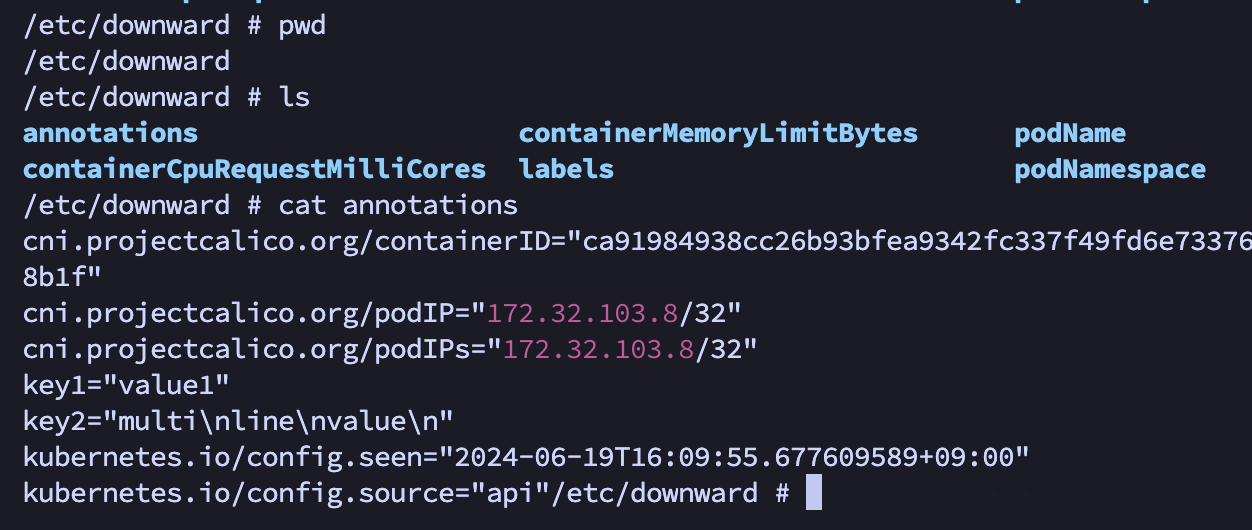 /etc/downward # pwd
/etc/downward
/etc/downward # ls
annotations containerMemoryLimitBytes podName
containerCpuRequestMilliCores labels podNamespace
/etc/downward # cat annotations
cni.projectcalico.org/containerID="ca91984938cc26b93bfea9342fc337f49fd6e73376
8b1f"
cni.projectcalico.org/podIP="172.32.103.8/32"
cni.projectcalico.org/podIPs="172.32.103.8/32"
key1="value1"
key2="multi\nline\nvalue\n"
kubernetes.io/config.seen="2024-06-19T16:09:55.677609589+09:00"
kubernetes.io/config.source="api"/etc/downward #